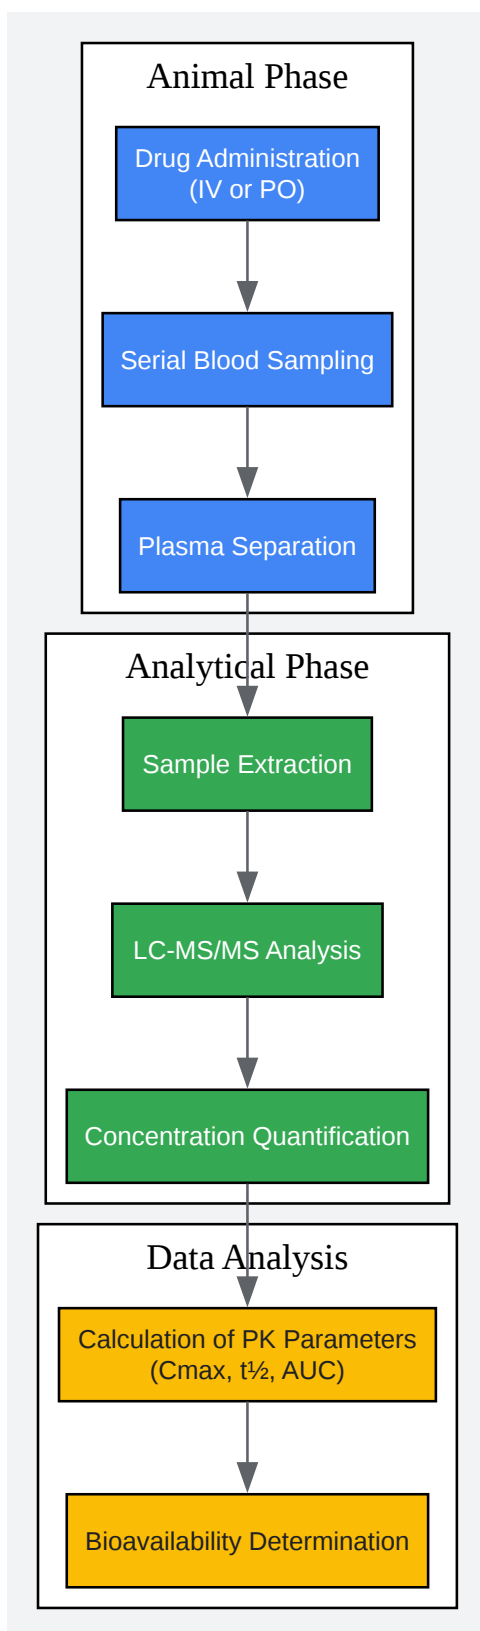 Animal Phase
Drug Administration
(IV or PO)
Serial Blood Sampling
Plasma Separation
Analytical Phase
Sample Extraction
LC-MS/MS Analysis
Concentration Quantification
Data Analysis
Calculation of PK Parameters
(Cmax, t½, AUC)
Bioavailability Determination